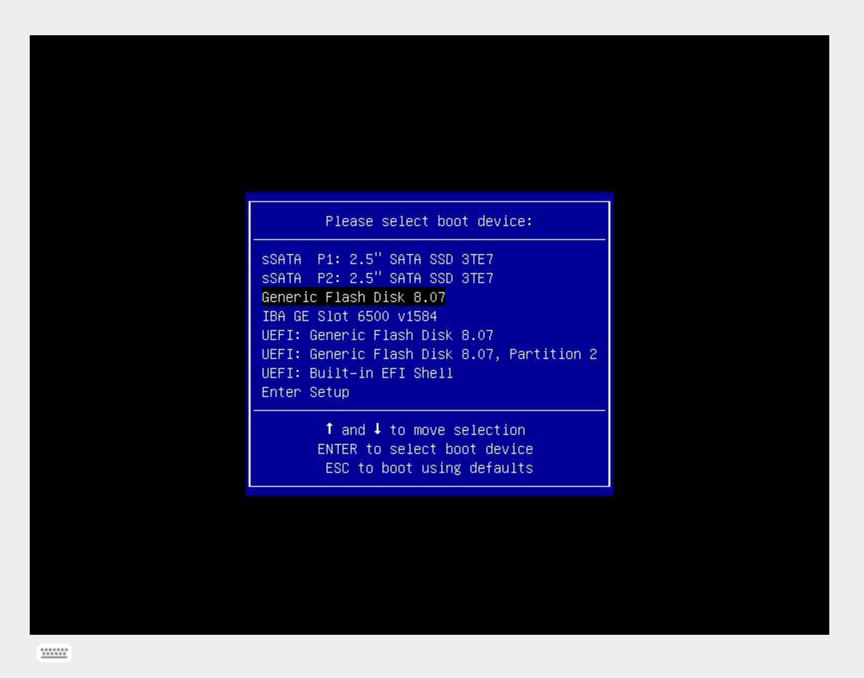 Please select boot device:
sSATA  P1: 2.5" SATA SSD 3TE7
sSATA  P2: 2.5" SATA SSD 3TE7
Generic Flash Disk 8.07
IBA GE Slot 6500 v1584
UEFI: Generic Flash Disk 8.07
UEFI: Generic Flash Disk 8.07, Partition 2
UEFI: Built-in EFI Shell
Enter Setup
↑ and ↓ to move selection
ENTER to select boot device
ESC to boot using defaults